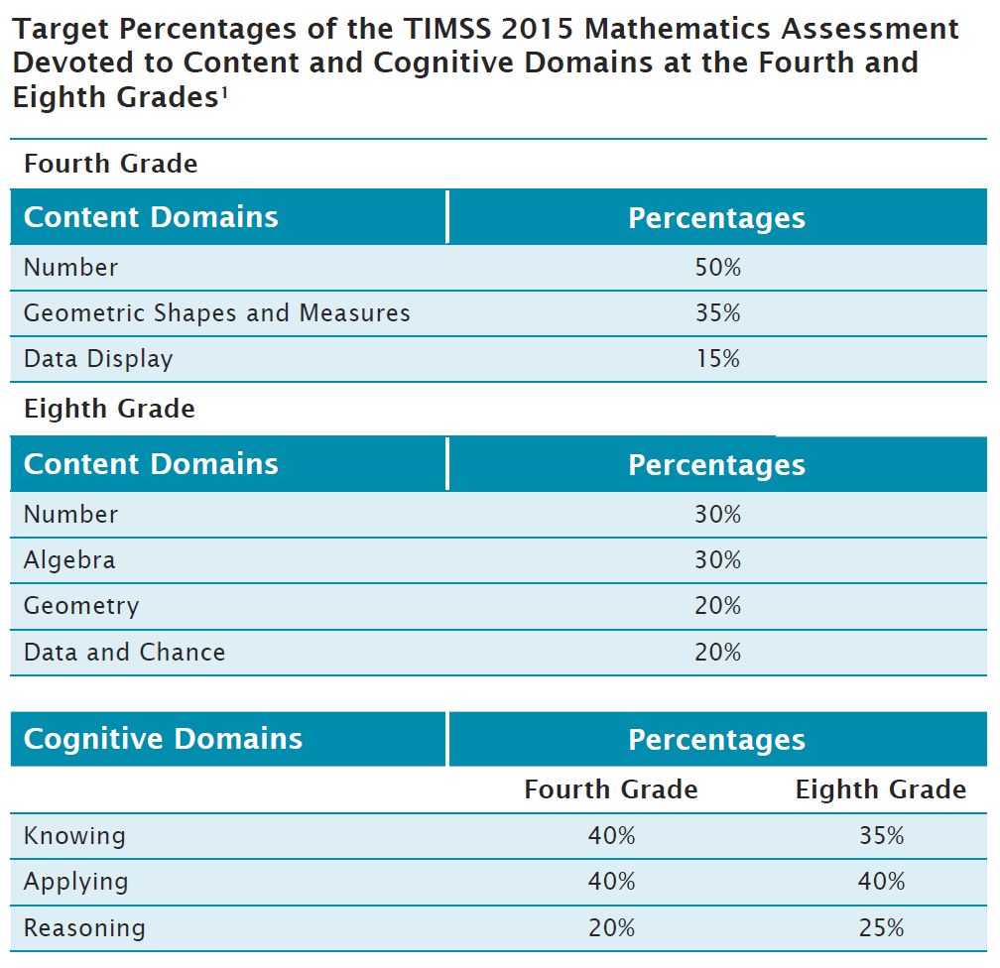 Target Percentages of the TIMSS 2015 Mathematics Assessment
Devoted to Content and Cognitive Domains at the Fourth and
Eighth Grades¹
Fourth Grade
Content Domains Percentages
Number 50%
Geometric Shapes and Measures 35%
Data Display 15%
Eighth Grade
Content Domains Percentages
Number 30%
Algebra 30%
Geometry 20%
Data and Chance 20%
Cognitive Domains Percentages
Fourth Grade Eighth Grade
Knowing 40% 35%
Applying 40% 40%
Reasoning 20% 25%